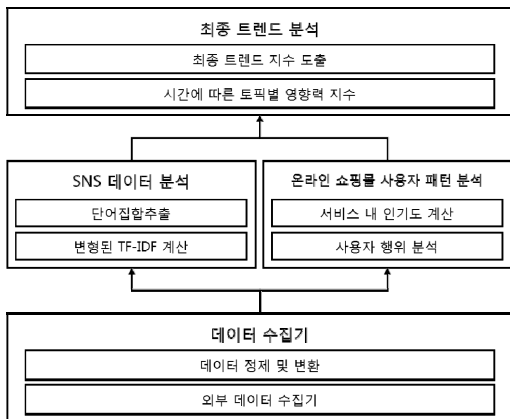 최종 트렌드 분석
최종 트렌드 지수 도출
시간에 따른 토픽별 영향력 지수
SNS 데이터 분석
단어집합추출
변형된 TF-IDF 계산
온라인 쇼핑몰 사용자 패턴 분석
서비스 내 인기도 계산
사용자 행위 분석
데이터 수집기
데이터 정제 및 변환
외부 데이터 수집기